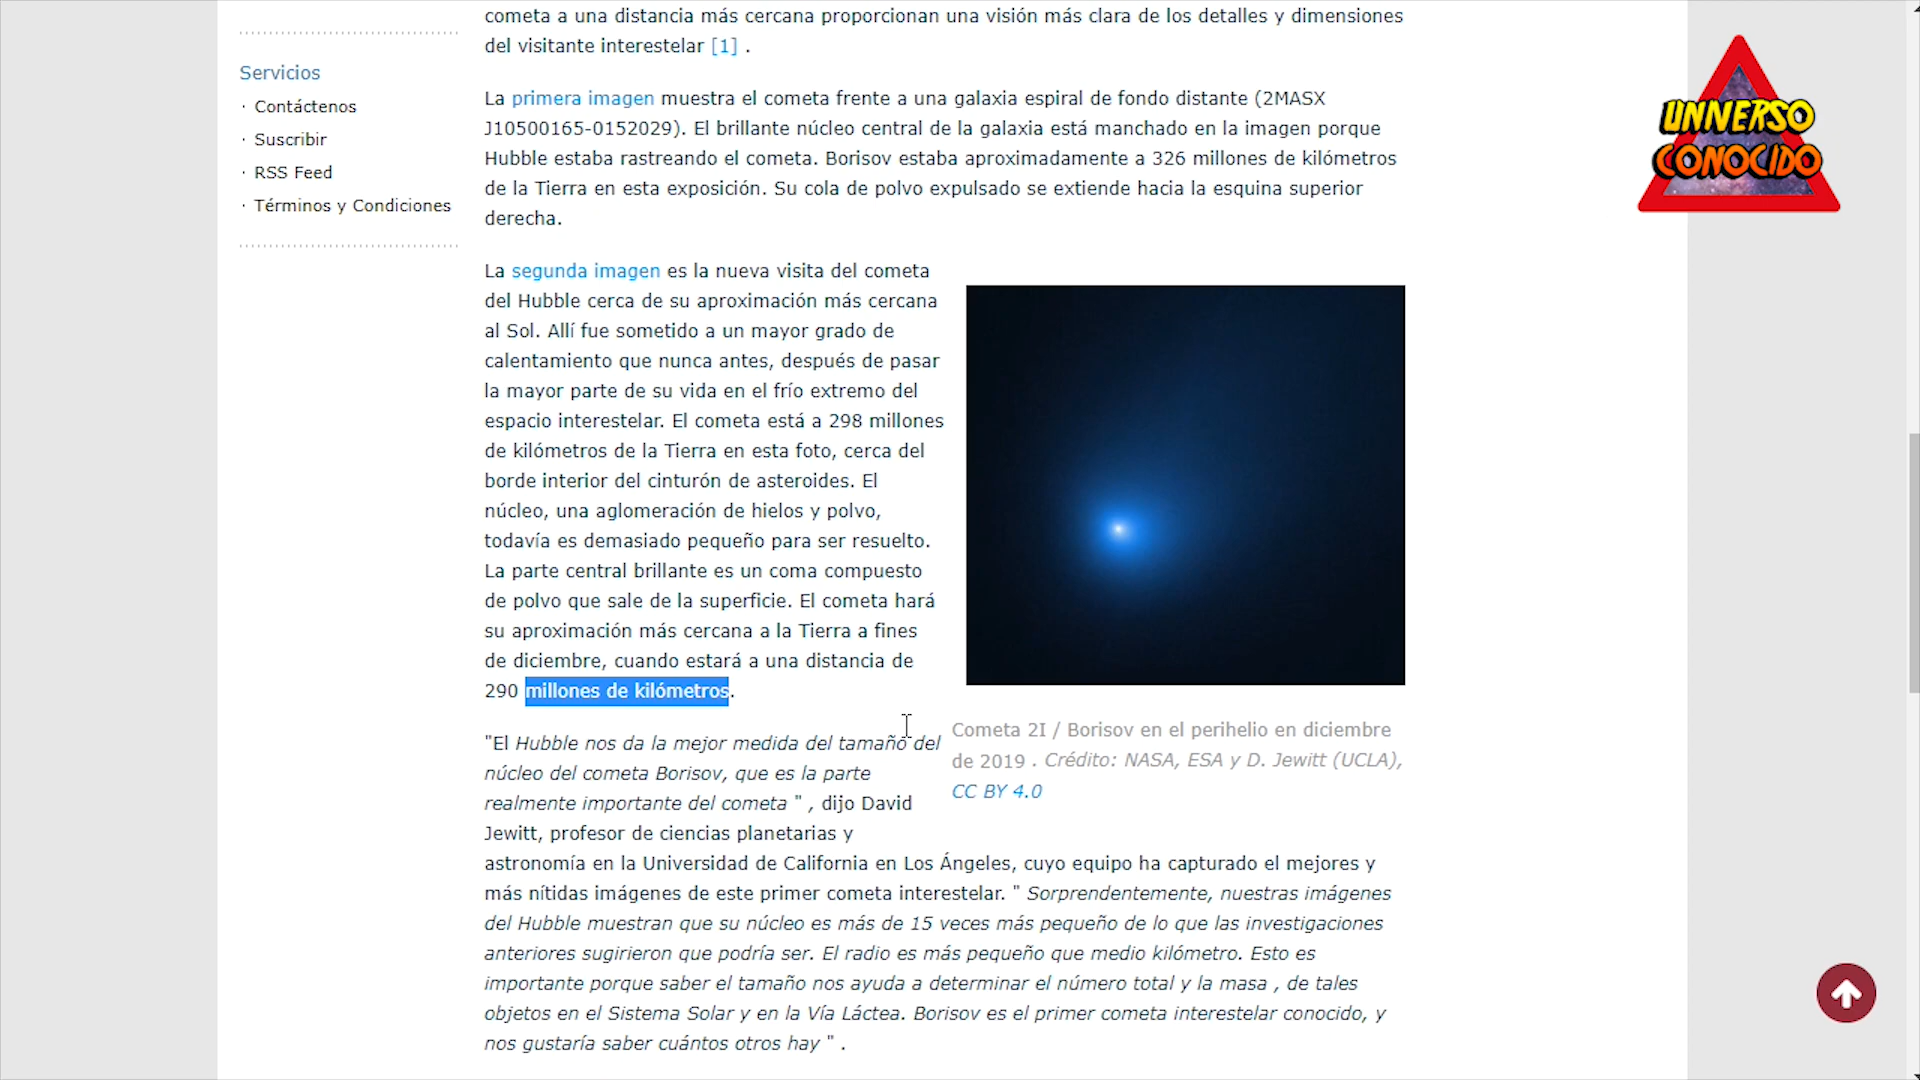 cometa a una distancia más cercana proporcionan una visión más clara de los detalles y dimensiones
del visitante interestelar [1] .
Servicios
· Contáctenos
· Suscribir
· RSS Feed
· Términos y Condiciones
UNIVERSO
CONOCIDO
La primera imagen muestra el cometa frente a una galaxia espiral de fondo distante (2MASX
J10500165-0152029). El brillante núcleo central de la galaxia está manchado en la imagen porque
Hubble estaba rastreando el cometa. Borisov estaba aproximadamente a 326 millones de kilómetros
de la Tierra en esta exposición. Su cola de polvo expulsado se extiende hacia la esquina superior
derecha.
La segunda imagen es la nueva visita del cometa
del Hubble cerca de su aproximación más cercana
al Sol. Allí fue sometido a un mayor grado de
calentamiento que nunca antes, después de pasar
la mayor parte de su vida en el frío extremo del
espacio interestelar. El cometa está a 298 millones
de kilómetros de la Tierra en esta foto, cerca del
borde interior del cinturón de asteroides. El
núcleo, una aglomeración de hielos y polvo,
todavía es demasiado pequeño para ser resuelto.
La parte central brillante es un coma compuesto
de polvo que sale de la superficie. El cometa hará
su aproximación más cercana a la Tierra a fines
de diciembre, cuando estará a una distancia de
290 millones de kilómetros.
Cometa 2I / Borisov en el perihelio en diciembre
de 2019 . Crédito: NASA, ESA y D. Jewitt (UCLA),
CC BY 4.0
"El Hubble nos da la mejor medida del tamaño del
núcleo del cometa Borisov, que es la parte
realmente importante del cometa " , dijo David
Jewitt, profesor de ciencias planetarias y
astronomía en la Universidad de California en Los Ángeles, cuyo equipo ha capturado el mejores y
más nítidas imágenes de este primer cometa interestelar. " Sorprendentemente, nuestras imágenes
del Hubble muestran que su núcleo es más de 15 veces más pequeño de lo que las investigaciones
anteriores sugirieron que podría ser. El radio es más pequeño que medio kilómetro. Esto es
importante porque saber el tamaño nos ayuda a determinar el número total y la masa , de tales
objetos en el Sistema Solar y en la Vía Láctea. Borisov es el primer cometa interestelar conocido, y
nos gustaría saber cuántos otros hay " .